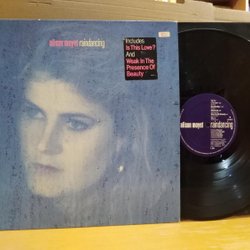 alison moyet raindancing
Includes
Is This Love?
And
Weak In The
Presence Of
Beauty
alison moyet
raindancing